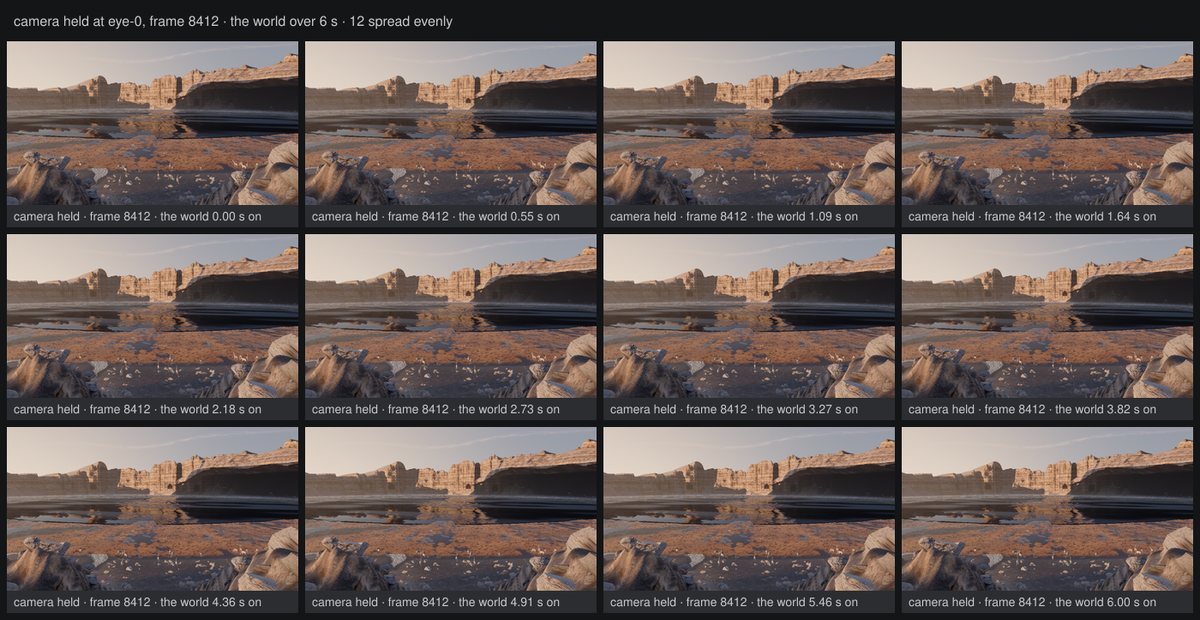 camera held at eye-0, frame 8412 · the world over 6 s · 12 spread evenly
camera held · frame 8412 · the world 0.00 s on
camera held · frame 8412 · the world 0.55 s on
camera held · frame 8412 · the world 1.09 s on
camera held · frame 8412 · the world 1.64 s on
camera held · frame 8412 · the world 2.18 s on
camera held · frame 8412 · the world 2.73 s on
camera held · frame 8412 · the world 3.27 s on
camera held · frame 8412 · the world 3.82 s on
camera held · frame 8412 · the world 4.36 s on
camera held · frame 8412 · the world 4.91 s on
camera held · frame 8412 · the world 5.46 s on
camera held · frame 8412 · the world 6.00 s on